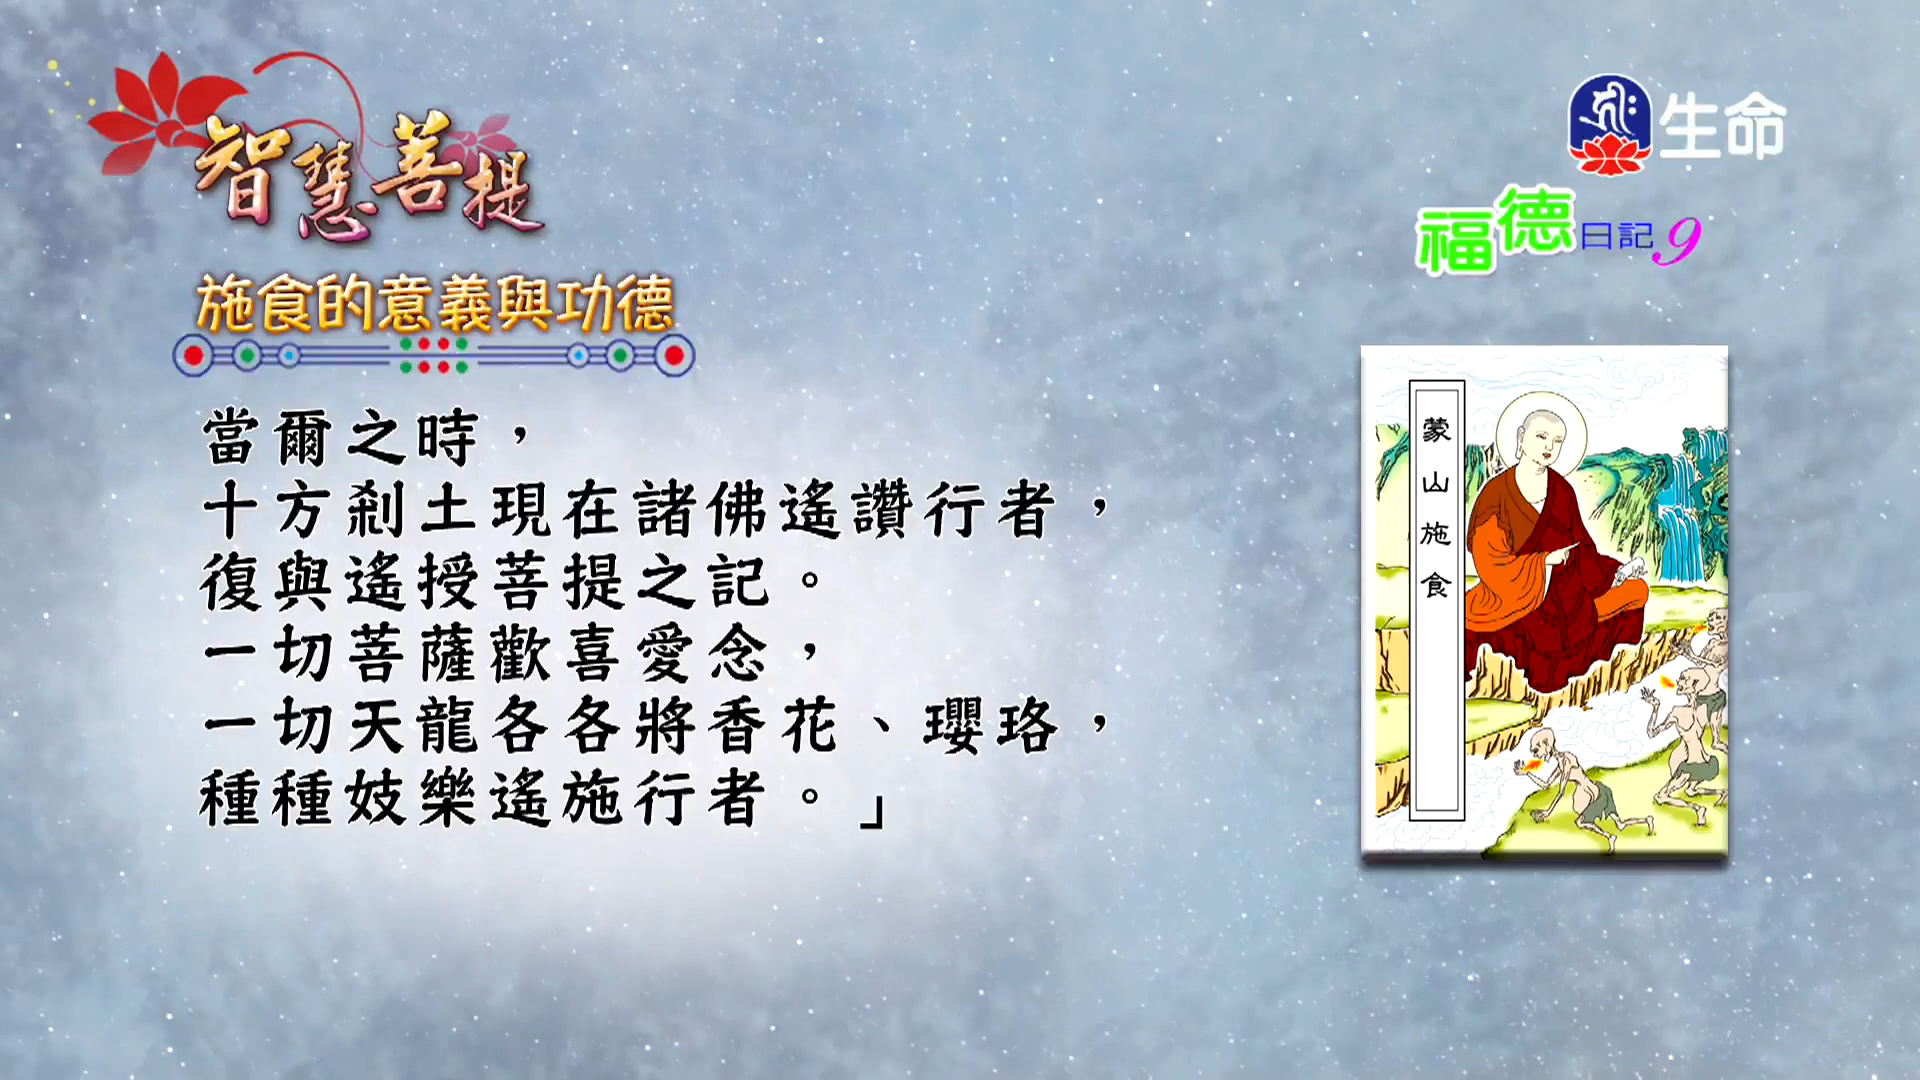 智慧菩提
生命
福德日記9
施食的意義與功德
當爾之時，
十方剎土現在諸佛遙讚行者，
復與遙授菩提之記。
一切菩薩歡喜愛念，
一切天龍各各將香花、瓔珞，
種種妓樂遙施行者。」
蒙山施食